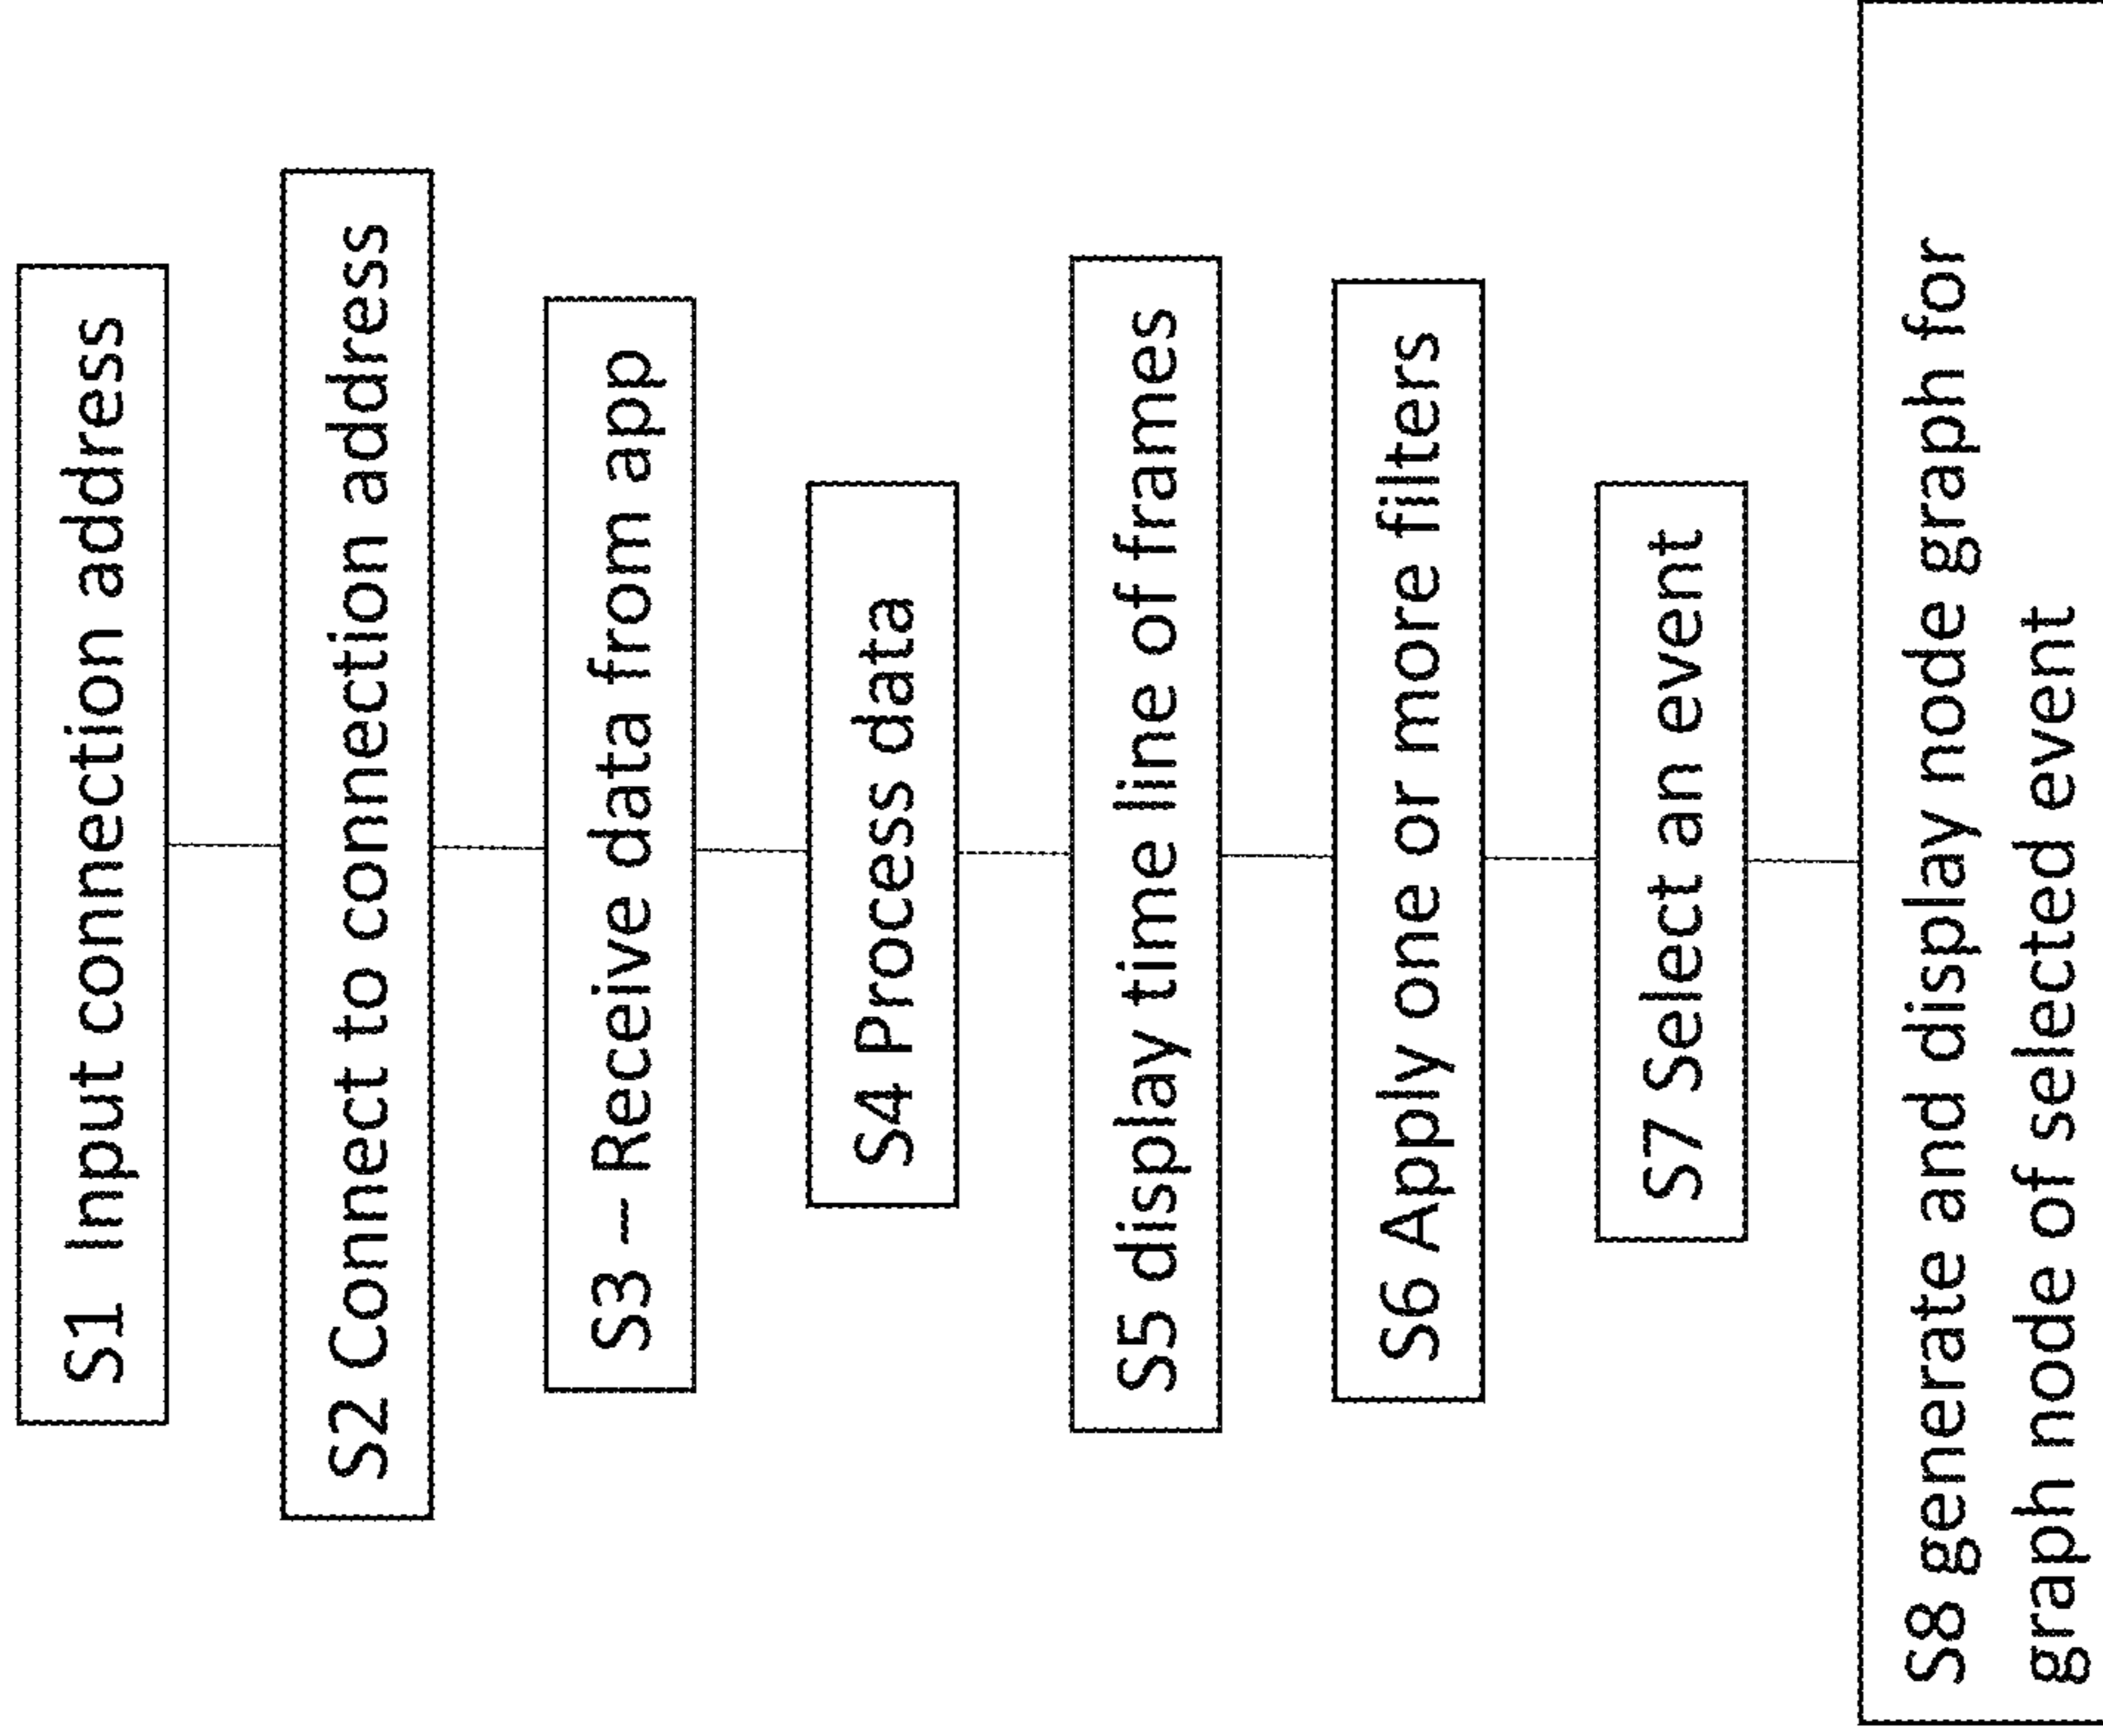 S1 Input connection address
S2 Connect to connection address
S3 – Receive data from app
S4 Process data
S5 display time line of frames
S6 Apply one or more filters
S7 Select an event
S8 generate and display node graph for
graph node of selected event